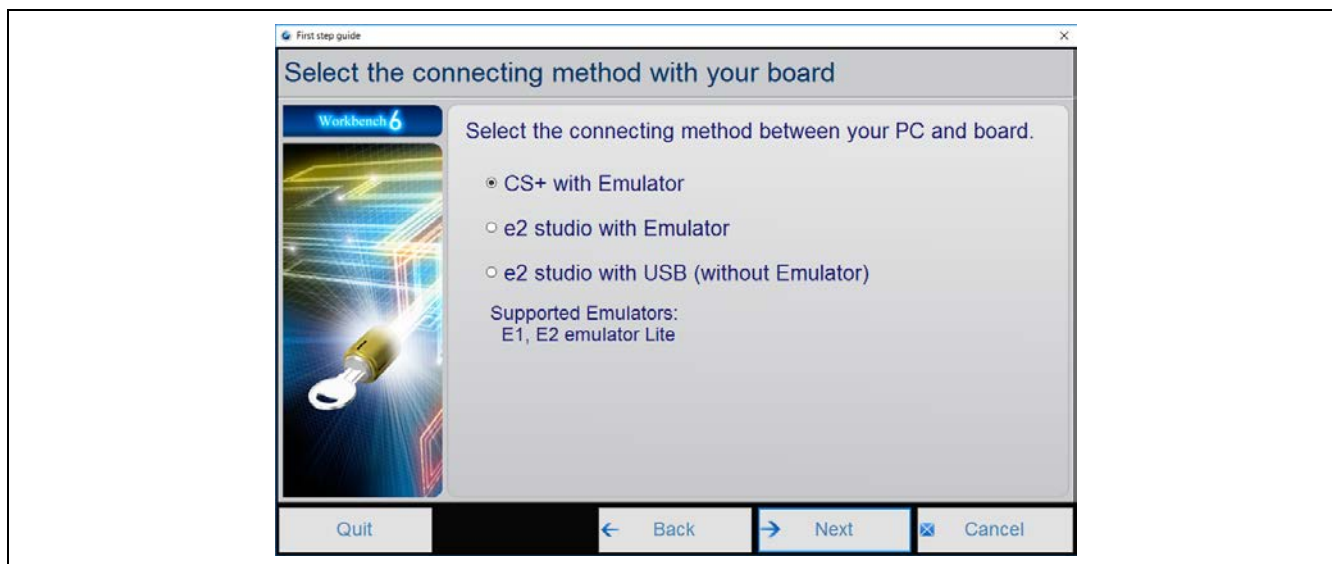 First step guide
Select the connecting method with your board
Workbench 6
Select the connecting method between your PC and board.
CS+ with Emulator
e2 studio with Emulator
e2 studio with USB (without Emulator)
Supported Emulators:
E1, E2 emulator Lite
Quit
Back
Next
Cancel